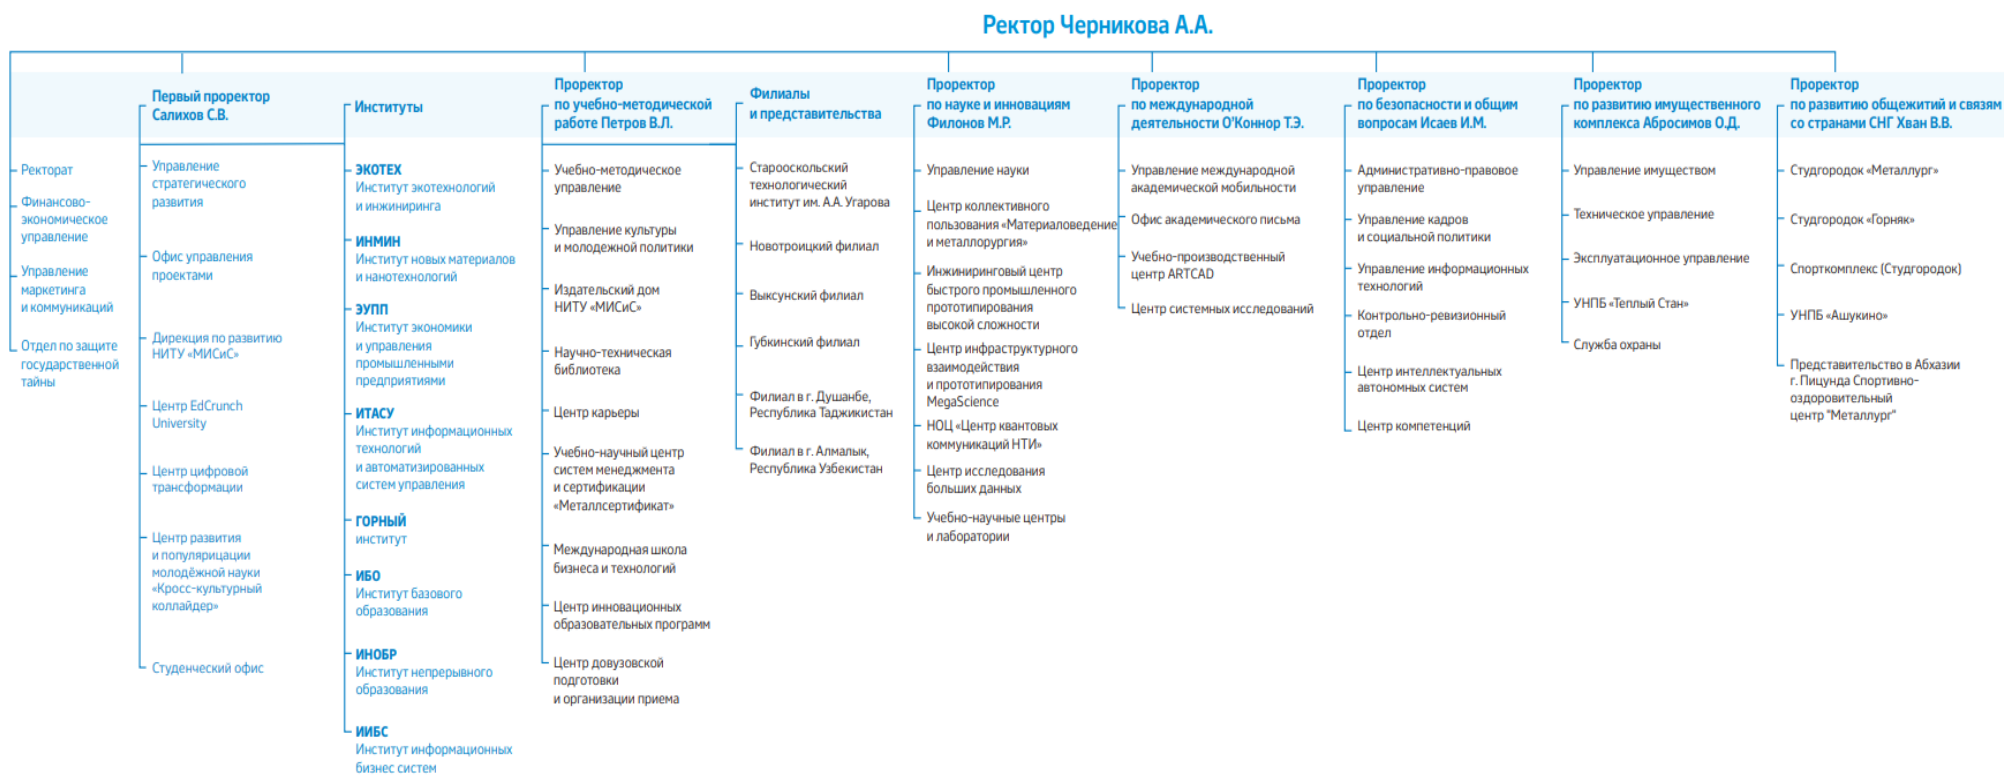 Ректор Черникова А.А.
Ректорат
Финансово-
экономическое
управление
Управление
маркетинга
и коммуникаций
Отдел по защите
государственной
тайны
Первый проректор
Салихов С.В.
Управление
стратегического
развития
Офис управления
проектами
Дирекция по развитию
НИТУ «МИСиС»
Центр EdCrunch
University
Центр цифровой
трансформации
Центр развития
и популярицации
молодёжной науки
«Кросс-культурный
коллайдер»
Студенческий офис
Институты
ЭКОТЕХ
Институт экотехнологий
и инжиниринга
ИНМИН
Институт новых материалов
и нанотехнологий
ЭУПП
Институт экономики
и управления
промышленными
предприятиями
ИТАСУ
Институт информационных
технологий
и автоматизированных
систем управления
ГОРНЫЙ
институт
ИБО
Институт базового
образования
ИНОБР
Институт непрерывного
образования
ИИБС
Институт информационных
бизнес систем
Проректор
по учебно-методической
работе Петров В.Л.
Учебно-методическое
управление
Управление культуры
и молодежной политики
Издательский дом
НИТУ «МИСиС»
Научно-техническая
библиотека
Центр карьеры
Учебно-научный центр
систем менеджмента
и сертификации
«Металлсертификат»
Международная школа
бизнеса и технологий
Центр инновационных
образовательных программ
Центр довузовской
подготовки
и организации приема
Филиалы
и представительства
Старооскольский
технологический
институт им. А.А. Угарова
Новотроицкий филиал
Выксунский филиал
Губкинский филиал
Филиал в г. Душанбе,
Республика Таджикистан
Филиал в г. Алмалык,
Республика Узбекистан
Проректор
по науке и инновациям
Филонов М.Р.
Управление науки
Центр коллективного
пользования «Материаловедение
и металлоругия»
Инжиниринговый центр
быстрого промышленного
прототипирования
высокой сложности
Центр инфраструктурного
взаимодействия
и прототипирования
MegaScience
НОЦ «Центр квантовых
коммуникаций НТИ»
Центр исследования
больших данных
Учебно-научные центры
и лаборатории
Проректор
по международной
деятельности О'Коннор Т.Э.
Управление международной
академической мобильности
Офис академического письма
Учебно-производственный
центр ARTCAD
Центр системных исследований
Проректор
по безопасности и общим
вопросам Исаев И.М.
Административно-правовое
управление
Управление кадров
и социальной политики
Управление информационных
технологий
Контрольно-ревизионный
отдел
Центр интеллектуальных
автономных систем
Центр компетенций
Проректор
по развитию имущественного
комплекса Абросимов О.Д.
Управление имуществом
Техническое управление
Эксплуатационное управление
УНПБ «Теплый Стан»
Служба охраны
Проректор
по развитию общежитий и связям
со странами СНГ Хван В.В.
Студгородок «Металлург»
Студгородок «Горняк»
Спорткомплекс (Студгородок)
УНПБ «Ашукино»
Представительство в Абхазии
г. Пицунда Спортивно-
оздоровительный
центр "Металлург"